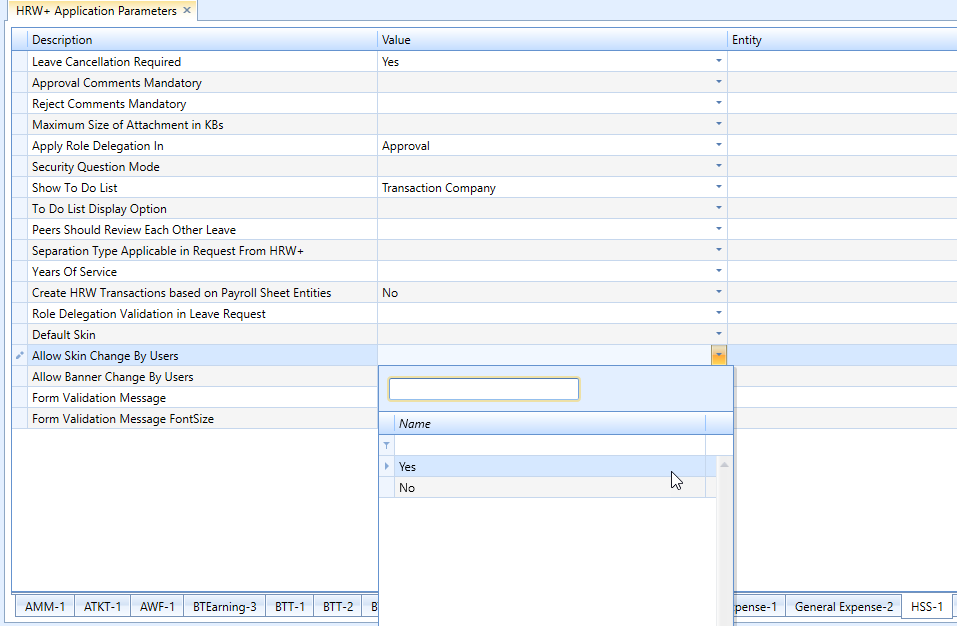 HRW+ Application Parameters
Description Value Entity
Leave Cancellation Required Yes
Approval Comments Mandatory
Reject Comments Mandatory
Maximum Size of Attachment in KBs
Apply Role Delegation In Approval
Security Question Mode
Show To Do List Transaction Company
To Do List Display Option
Peers Should Review Each Other Leave
Separation Type Applicable in Request From HRW+
Years Of Service
Create HRW Transactions based on Payroll Sheet Entities No
Role Delegation Validation in Leave Request
Default Skin
Allow Skin Change By Users
Allow Banner Change By Users
Form Validation Message
Form Validation Message FontSize
Name
Yes
No
AMM-1 ATKT-1 AWF-1 BTEarning-3 BTT-1 BTT-2 B pense-1 General Expense-2 HSS-1